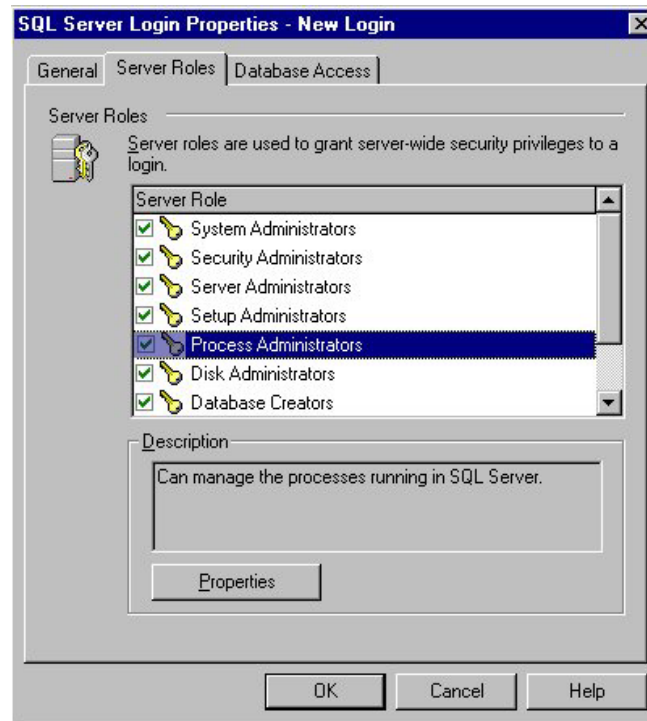 SQL Server Login Properties - New Login
General
Server Roles
Database Access
Server Roles
Server roles are used to grant server-wide security privileges to a
login.
Server Role
System Administrators
Security Administrators
Server Administrators
Setup Administrators
Process Administrators
Disk Administrators
Database Creators
Description
Can manage the processes running in SQL Server.
Properties
OK
Cancel
Help